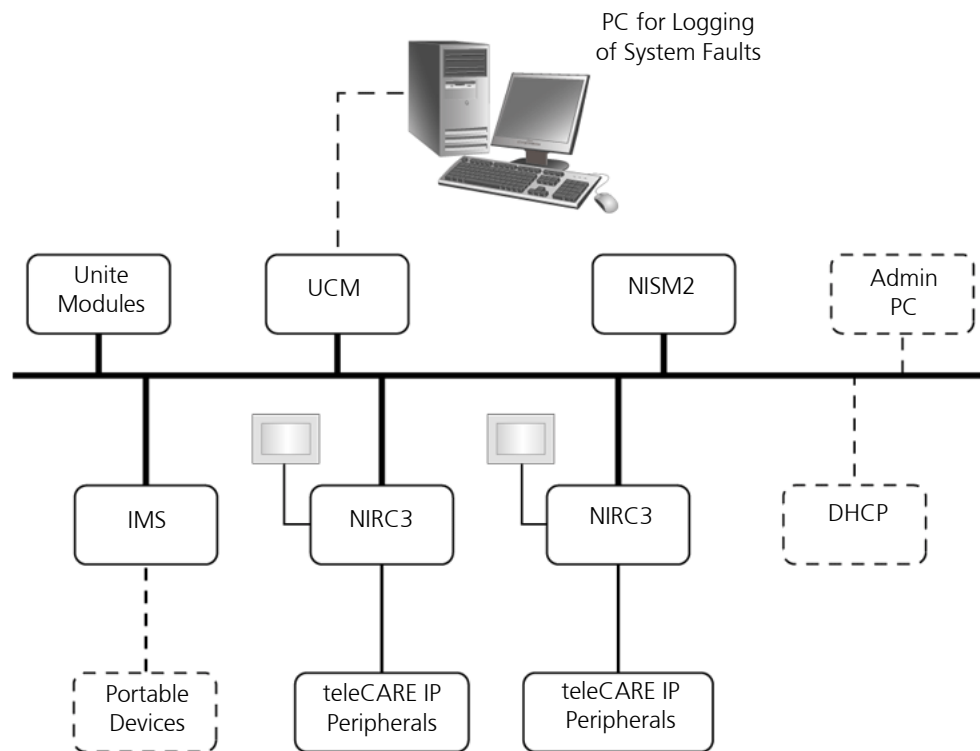 PC for Logging
of System Faults
Unite
Modules
UCM
NISM2
Admin
PC
IMS
NIRC3
NIRC3
DHCP
Portable
Devices
teleCARE IP
Peripherals
teleCARE IP
Peripherals